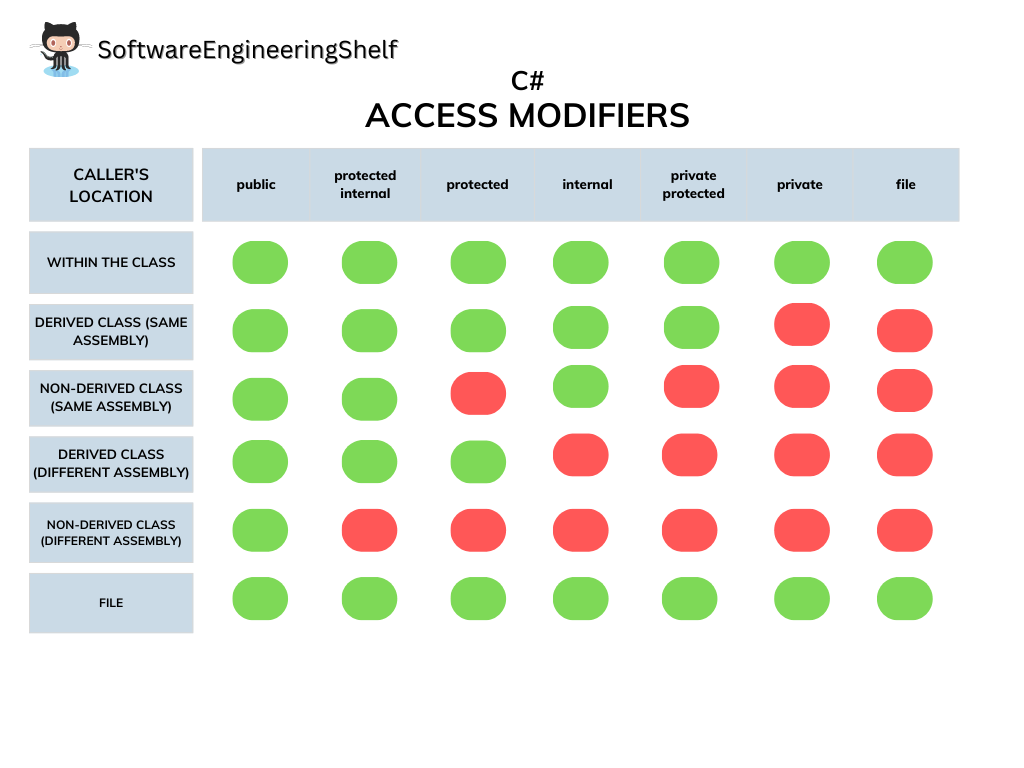 SoftwareEngineeringShelf
C#
ACCESS MODIFIERS
CALLER'S
LOCATION
public
protected
internal
protected
internal
private
protected
private
file
WITHIN THE CLASS
DERIVED CLASS (SAME
ASSEMBLY)
NON-DERIVED CLASS
(SAME ASSEMBLY)
DERIVED CLASS
(DIFFERENT ASSEMBLY)
NON-DERIVED CLASS
(DIFFERENT ASSEMBLY)
FILE